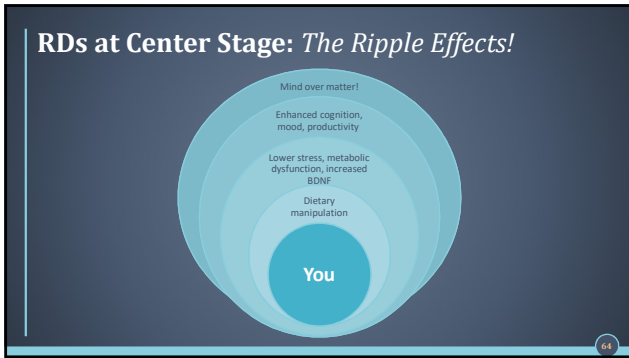 RDs at Center Stage: The Ripple Effects!
Mind over matter!
Enhanced cognition,
mood, productivity
Lower stress, metabolic
dysfunction, increased
BDNF
Dietary
manipulation
You
64